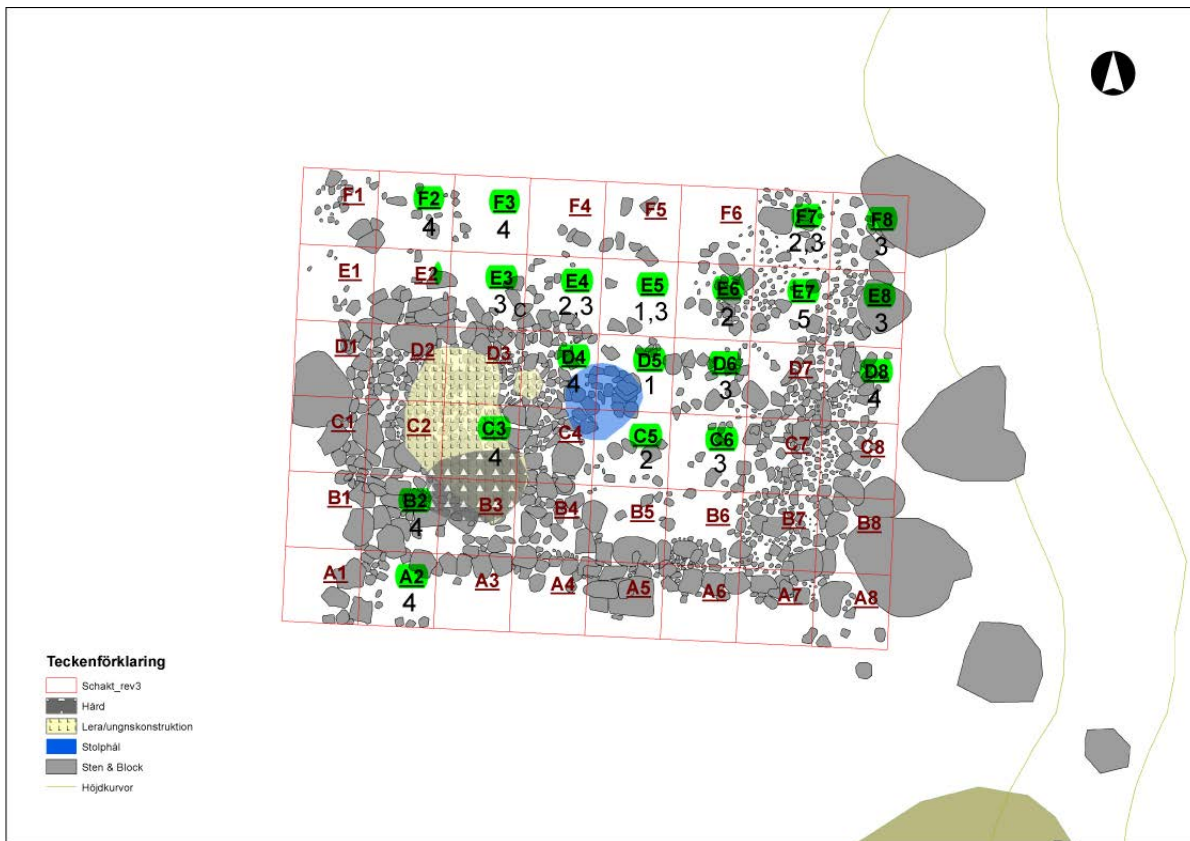 F1 F2 F3 F4 F5 F6 F7 F8
4 4 2,3 3
E1 E2 E3 E4 E5 E6 E7 E8
3 C 2,3 1,3 2 5 3
D1 D2 D3 D4 D5 D6 D7 D8
4 1 3 4
C1 C2 C3 C4 C5 C6 C7 C8
4 2 3
B1 B2 B3 B4 B5 B6 B7 B8
4
A1 A2 A3 A4 A5 A6 A7 A8
4
Teckenförklaring
Schakt_rev3
Härd
Lera/ungnskonstruktion
Stolphål
Sten & Block
Höjdkurvor